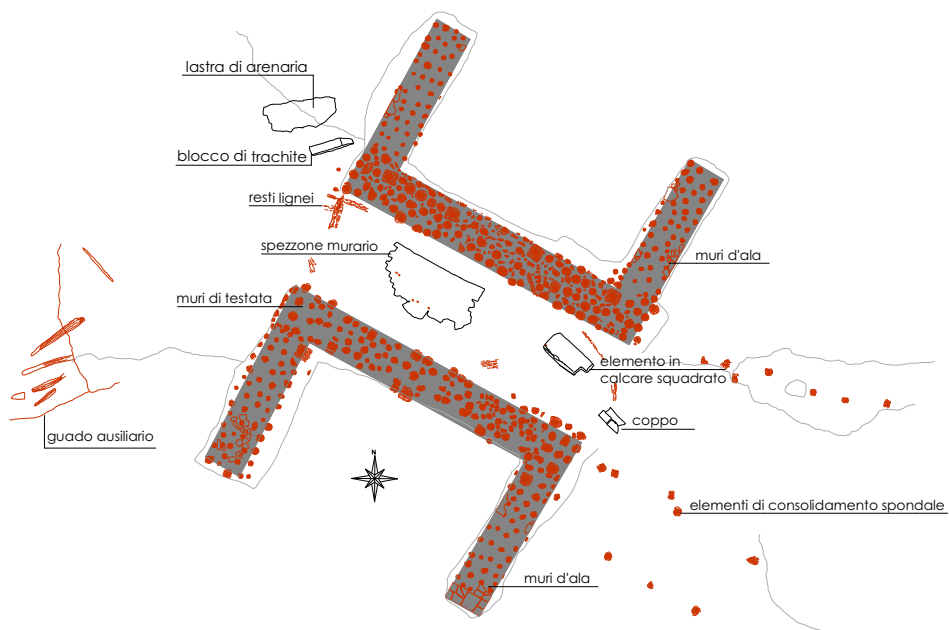 lastra di arenaria
blocco di trachite
resti lignei
spezzone murario
muri d'ala
muri di testata
elemento in
calcare squadrato
coppo
guado ausiliario
N
elementi di consolidamento spondale
muri d'ala